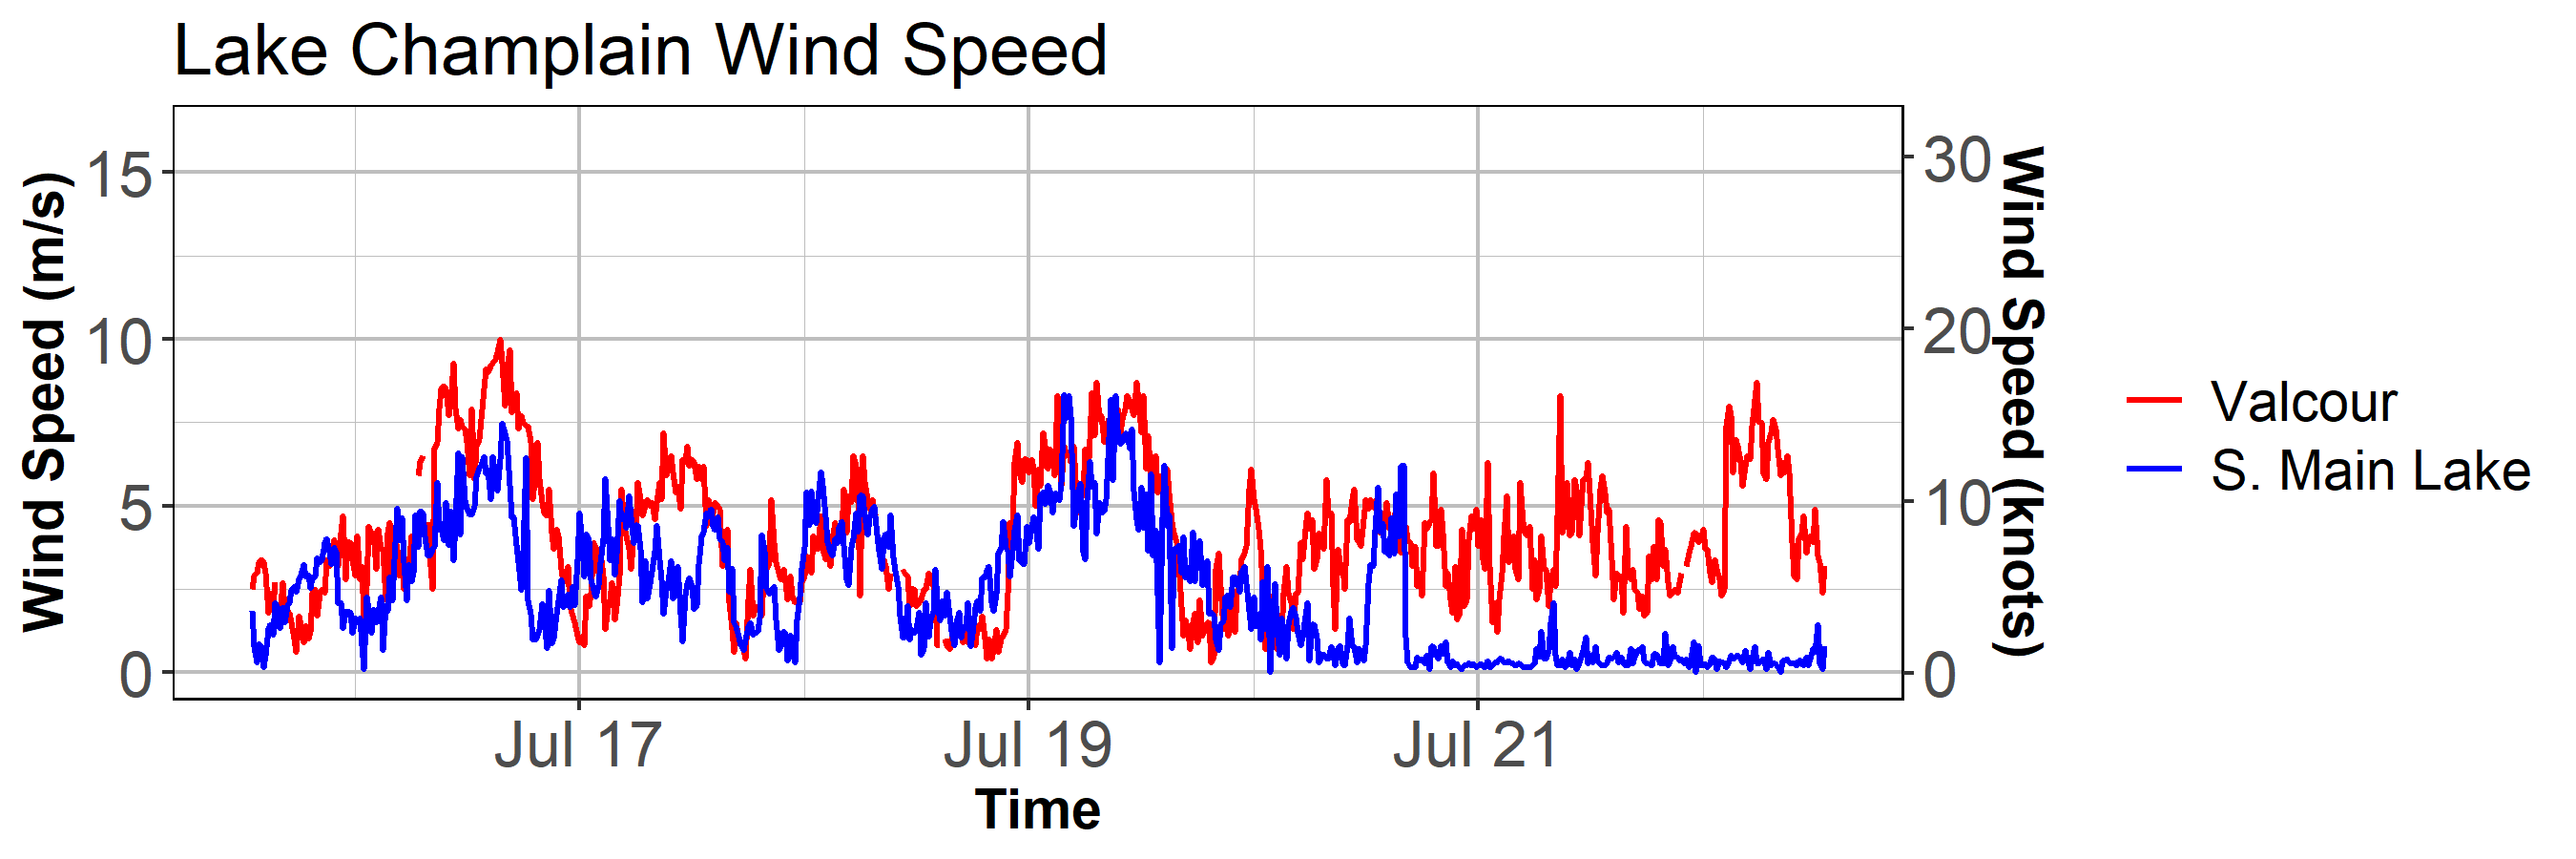 Lake Champlain Wind Speed
Wind Speed (m/s)
15
10
5
0
30
20
10
0
Wind Speed (knots)
Jul 17
Jul 19
Jul 21
Time
Valcour
S. Main Lake